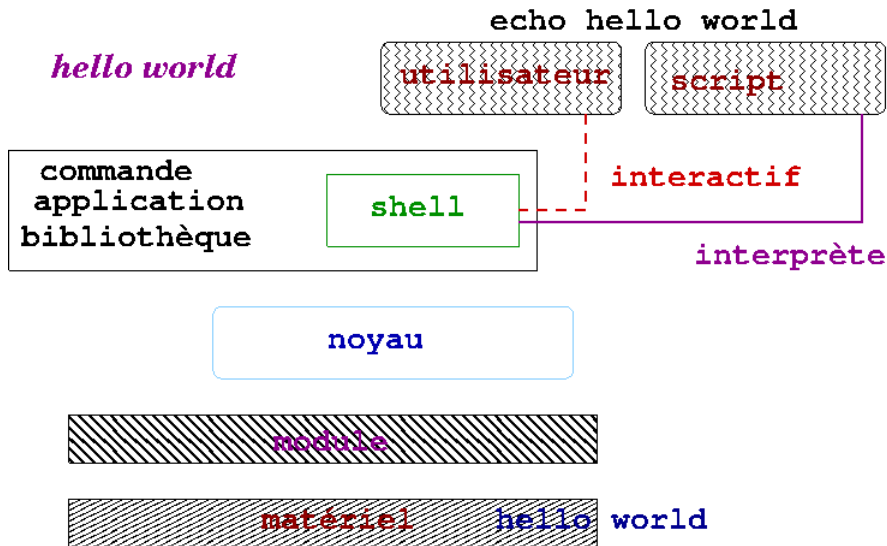 echo hello world
hello world
utilisateur
script
commande
application
bibliothèque
shell
interactif
interprète
noyau
module
matériel
hello world